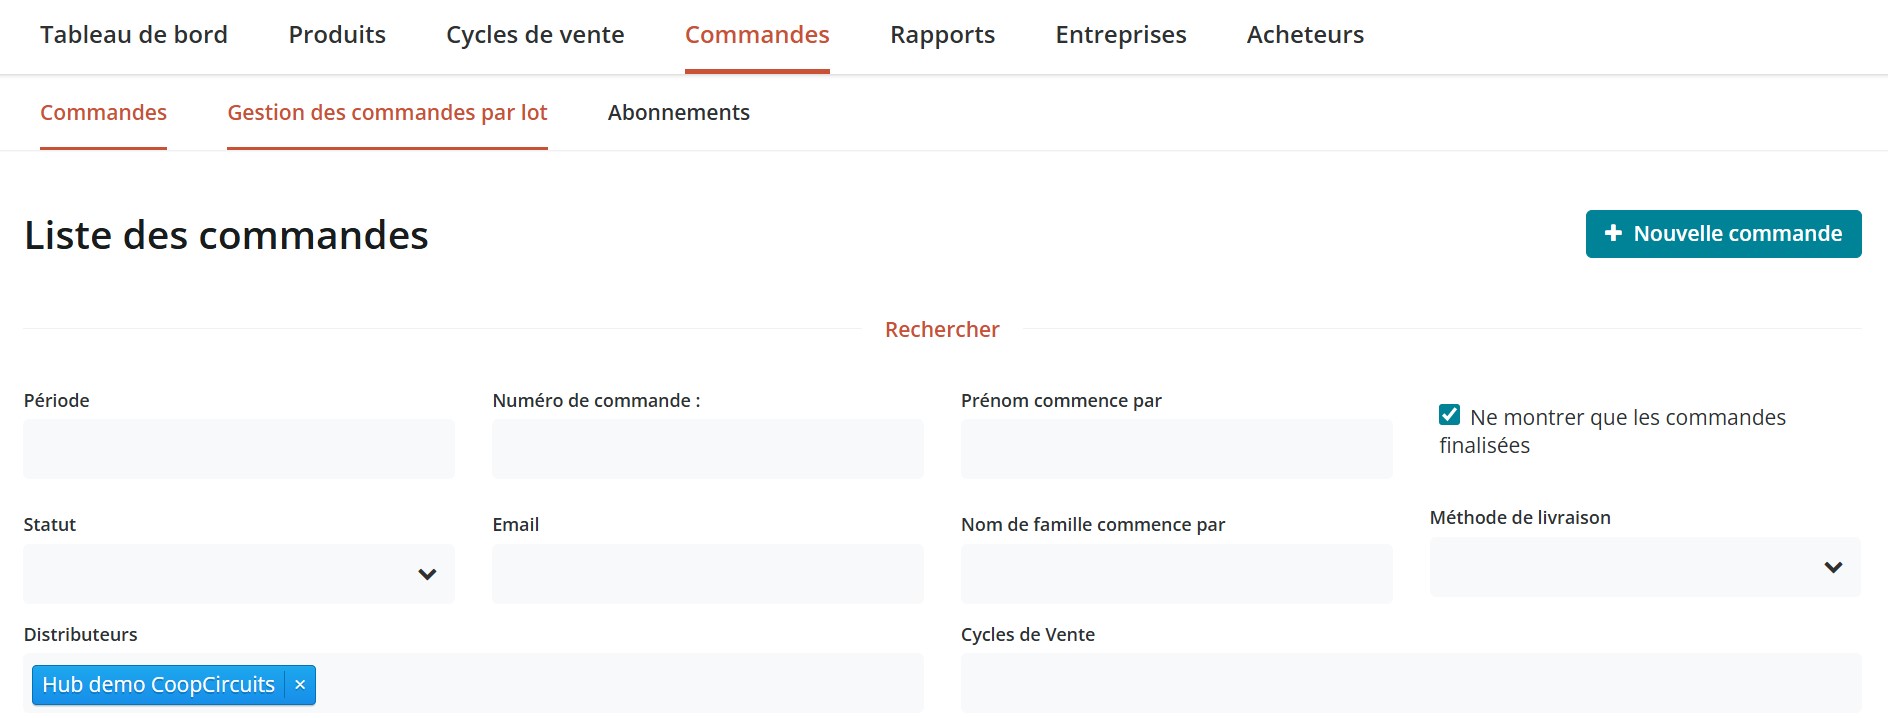 Tableau de bord Produits Cycles de vente Commandes Rapports Entreprises Acheteurs
Commandes Gestion des commandes par lot Abonnements
Liste des commandes
Nouvelle commande
Rechercher
Période Numéro de commande : Prénom commence par
Ne montrer que les commandes
finalisées
Statut Email Nom de famille commence par Méthode de livraison
Distributeurs Cycles de Vente
Hub demo CoopCircuits ×